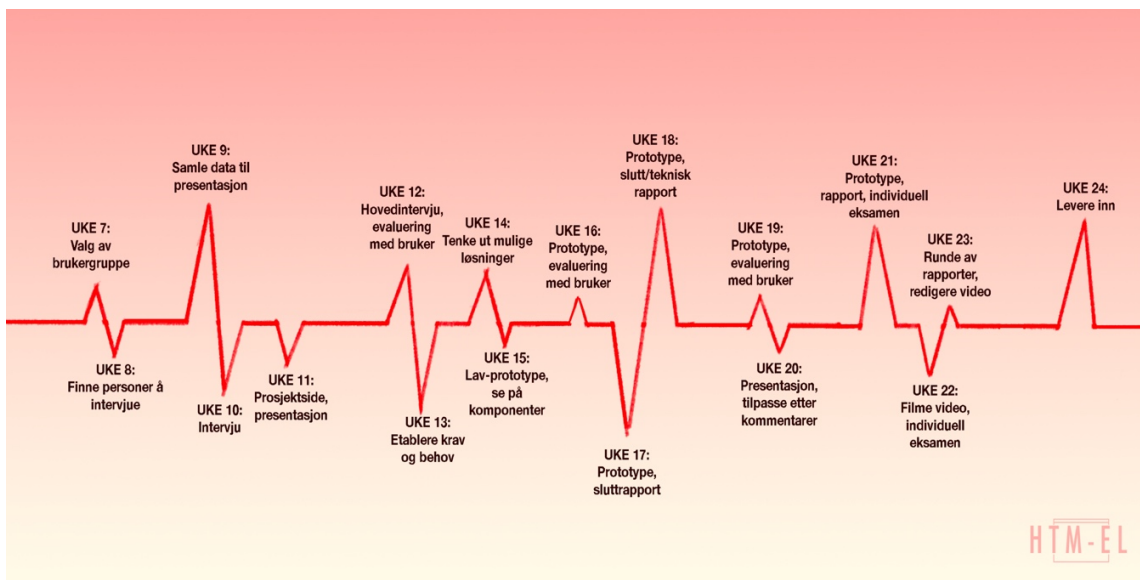 UKE 7:
Valg av
brukergruppe
UKE 8:
Finne personer å
intervjue
UKE 9:
Samle data til
presentasjon
UKE 10:
Intervju
UKE 11:
Prosjektside,
presentasjon
UKE 12:
Hovedintervju,
evaluering
med bruker
UKE 13:
Etablere krav
og behov
UKE 14:
Tenke ut mulige
løsninger
UKE 15:
Lav-prototype,
se på
komponenter
UKE 16:
Prototype,
evaluering
med bruker
UKE 17:
Prototype,
sluttrapport
UKE 18:
Prototype,
slutt/teknisk
rapport
UKE 19:
Prototype,
evaluering
med bruker
UKE 20:
Presentasjon,
tilpasse etter
kommentarer
UKE 21:
Prototype,
rapport, individuell
eksamen
UKE 22:
Filme video,
individuell
eksamen
UKE 23:
Runde av
rapporter,
redigere video
UKE 24:
Levere inn
HTM-EL